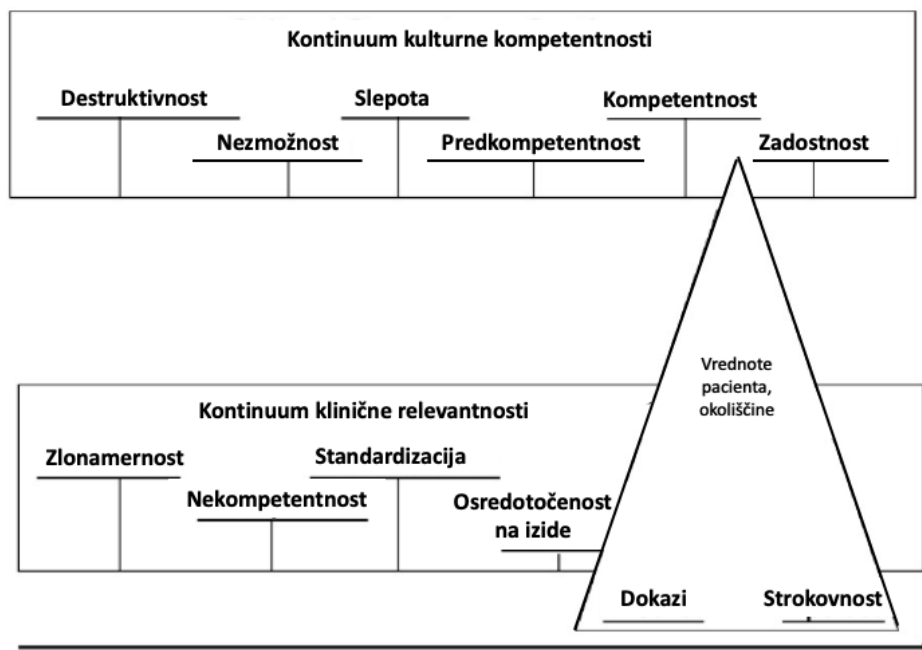 Kontinuum kulturne kompetentnosti
Destruktivnost
Slepota
Kompetentnost
Nezmožnost
Predkompetentnost
Zadostnost
Vrednote
pacienta,
okoliščine
Kontinuum klinične relevantnosti
Zlonamernost
Standardizacija
Nekompetentnost
Osredotočenost
na izide
Dokazi
Strokovnost